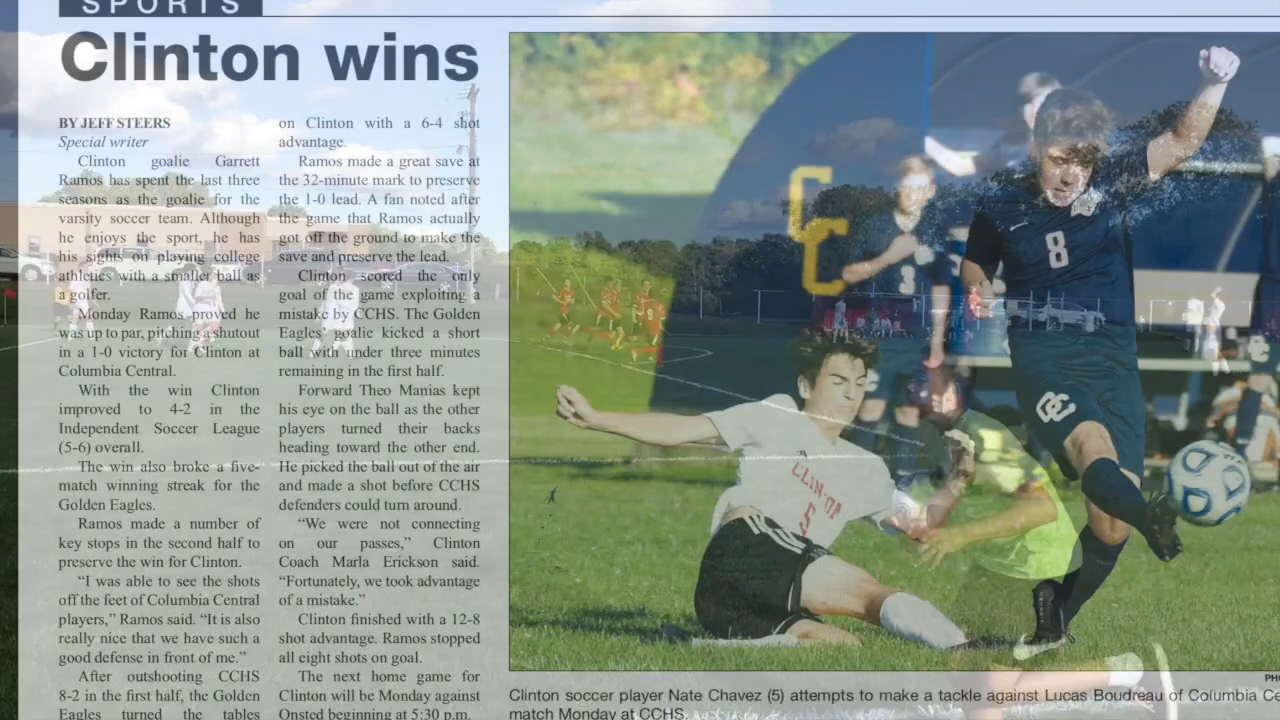 SPORTS
Clinton wins
BY JEFF STEERS
Special writer
Clinton goalie Garrett
Ramos has spent the last three
seasons as the goalie for the
varsity soccer team. Although
he enjoys the sport, he has
his sights on playing college
athletics with a smaller ball as
a golfer.
Monday Ramos proved he
was up to par, pitching a shutout
in a 1-0 victory for Clinton at
Columbia Central.
With the win Clinton
improved to 4-2 in the
Independent Soccer League
(5-6) overall.
The win also broke a five-
match winning streak for the
Golden Eagles.
Ramos made a number of
key stops in the second half to
preserve the win for Clinton.
“I was able to see the shots
off the feet of Columbia Central
players,” Ramos said. “It is also
really nice that we have such a
good defense in front of me.”
After outshooting CCHS
8-2 in the first half, the Golden
Eagles turned the tables
on Clinton with a 6-4 shot
advantage.
Ramos made a great save at
the 32-minute mark to preserve
the 1-0 lead. A fan noted after
the game that Ramos actually
got off the ground to make the
save and preserve the lead.
Clinton scored the only
goal of the game exploiting a
mistake by CCHS. The Golden
Eagles’ goalie kicked a short
ball with under three minutes
remaining in the first half.
Forward Theo Manias kept
his eye on the ball as the other
players turned their backs
heading toward the other end.
He picked the ball out of the air
and made a shot before CCHS
defenders could turn around.
“We were not connecting
on our passes,” Clinton
Coach Marla Erickson said.
“Fortunately, we took advantage
of a mistake.”
Clinton finished with a 12-8
shot advantage. Ramos stopped
all eight shots on goal.
The next home game for
Clinton will be Monday against
Onsted beginning at 5:30 p.m.
CC
3
8
CC
9
CLINTON
5
PH
Clinton soccer player Nate Chavez (5) attempts to make a tackle against Lucas Boudreau of Columbia Ce
match Monday at CCHS.